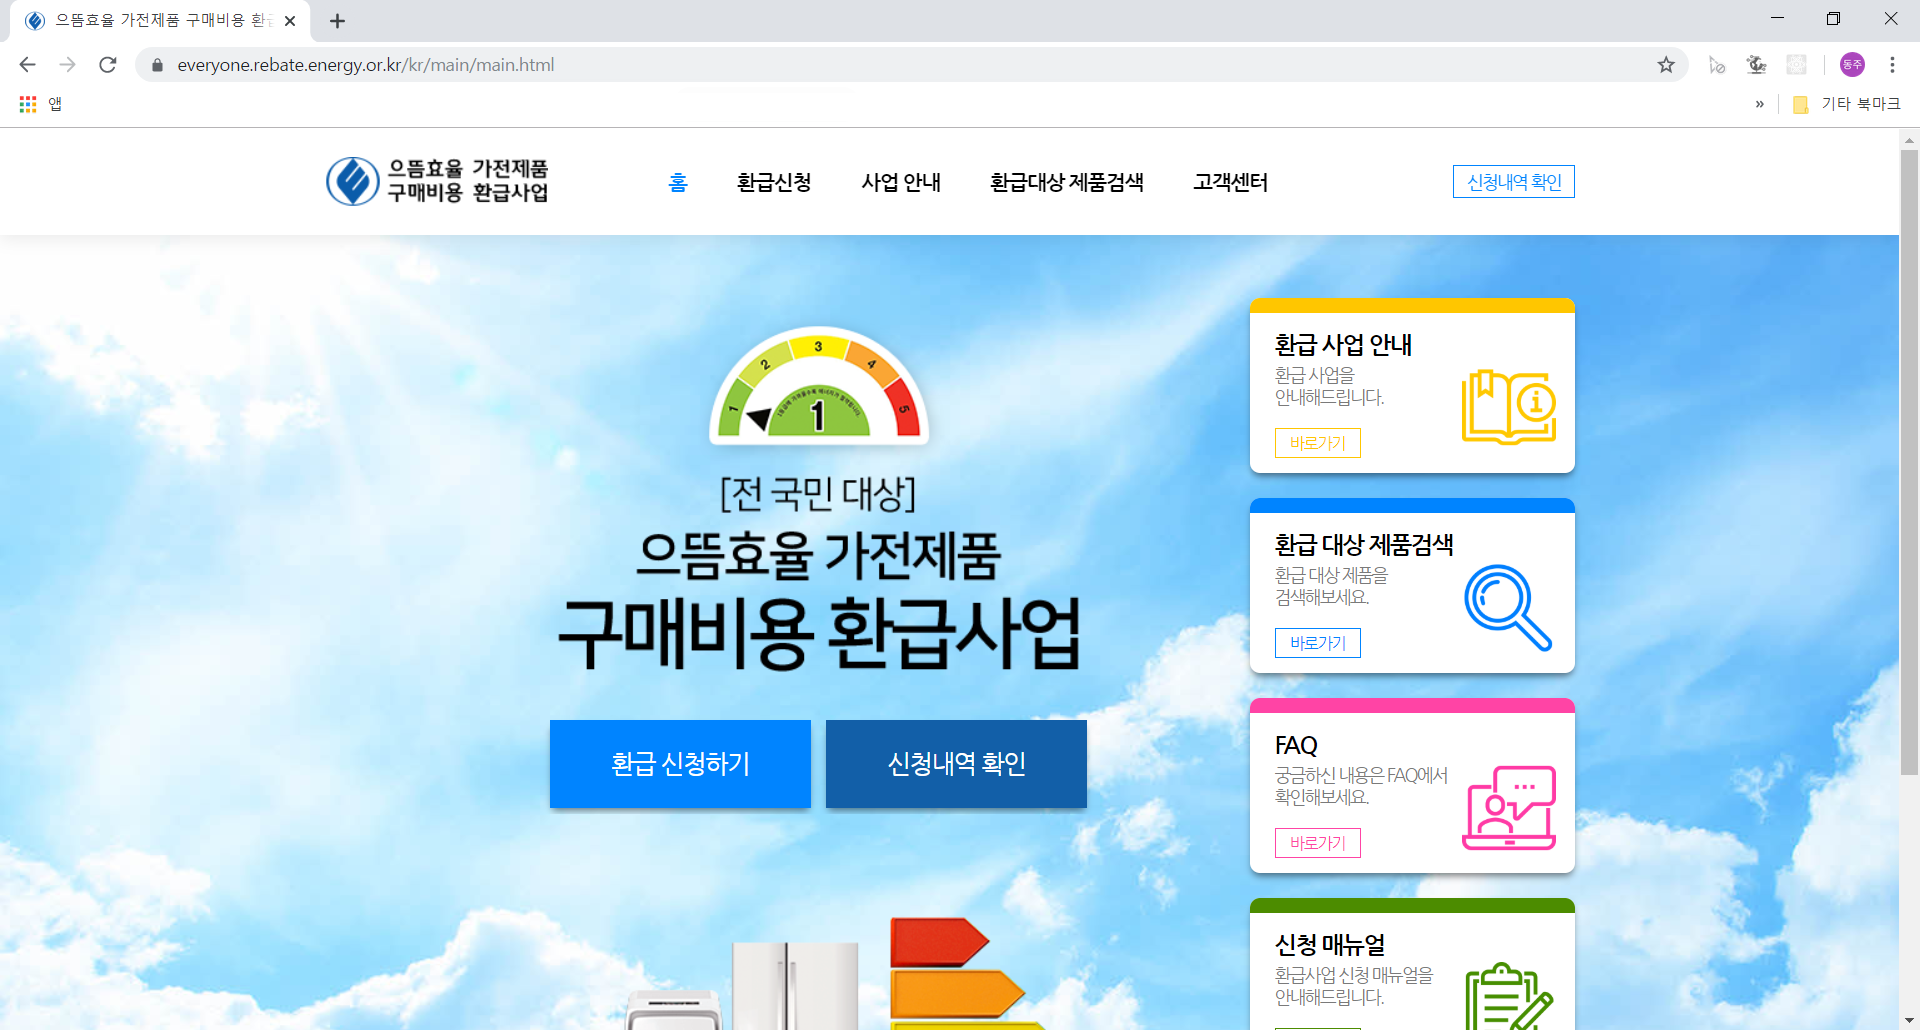 으뜸효율 가전제품 구매비용 환급
everyone.rebate.energy.or.kr/kr/main/main.html
동주
앱
»
기타 북마크
으뜸효율 가전제품
구매비용 환급사업
홈
환급신청
사업 안내
환급대상 제품검색
고객센터
신청내역 확인
1
2
3
4
5
1
[전 국민 대상]
으뜸효율 가전제품
구매비용 환급사업
환급 신청하기
신청내역 확인
환급 사업 안내
환급 사업을
안내해드립니다.
바로가기
환급 대상 제품검색
환급 대상 제품을
검색해보세요.
바로가기
FAQ
궁금하신 내용은 FAQ에서
확인해보세요.
바로가기
신청 매뉴얼
환급사업 신청 매뉴얼을
안내해드립니다.